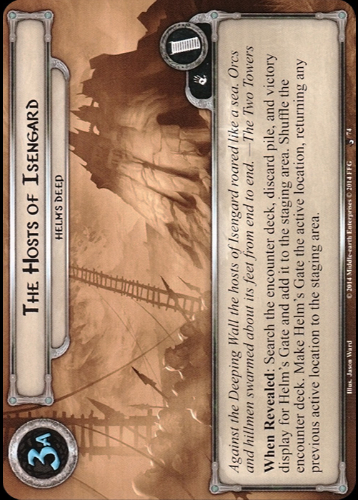 3A
THE HOSTS OF ISENGARD
HELM'S DEEP
Against the Deeping Wall the hosts of Isengard roared like a sea. Orcs
and hillmen swarmed about its feet from end to end. —The Two Towers
When Revealed: Search the encounter deck, discard pile, and victory
display for Helm's Gate and add it to the staging area. Shuffle the
encounter deck. Make Helm's Gate the active location, returning any
previous active location to the staging area.
Illus. Jason Ward © 2014 Middle-earth Enterprises © 2014 FFG 74